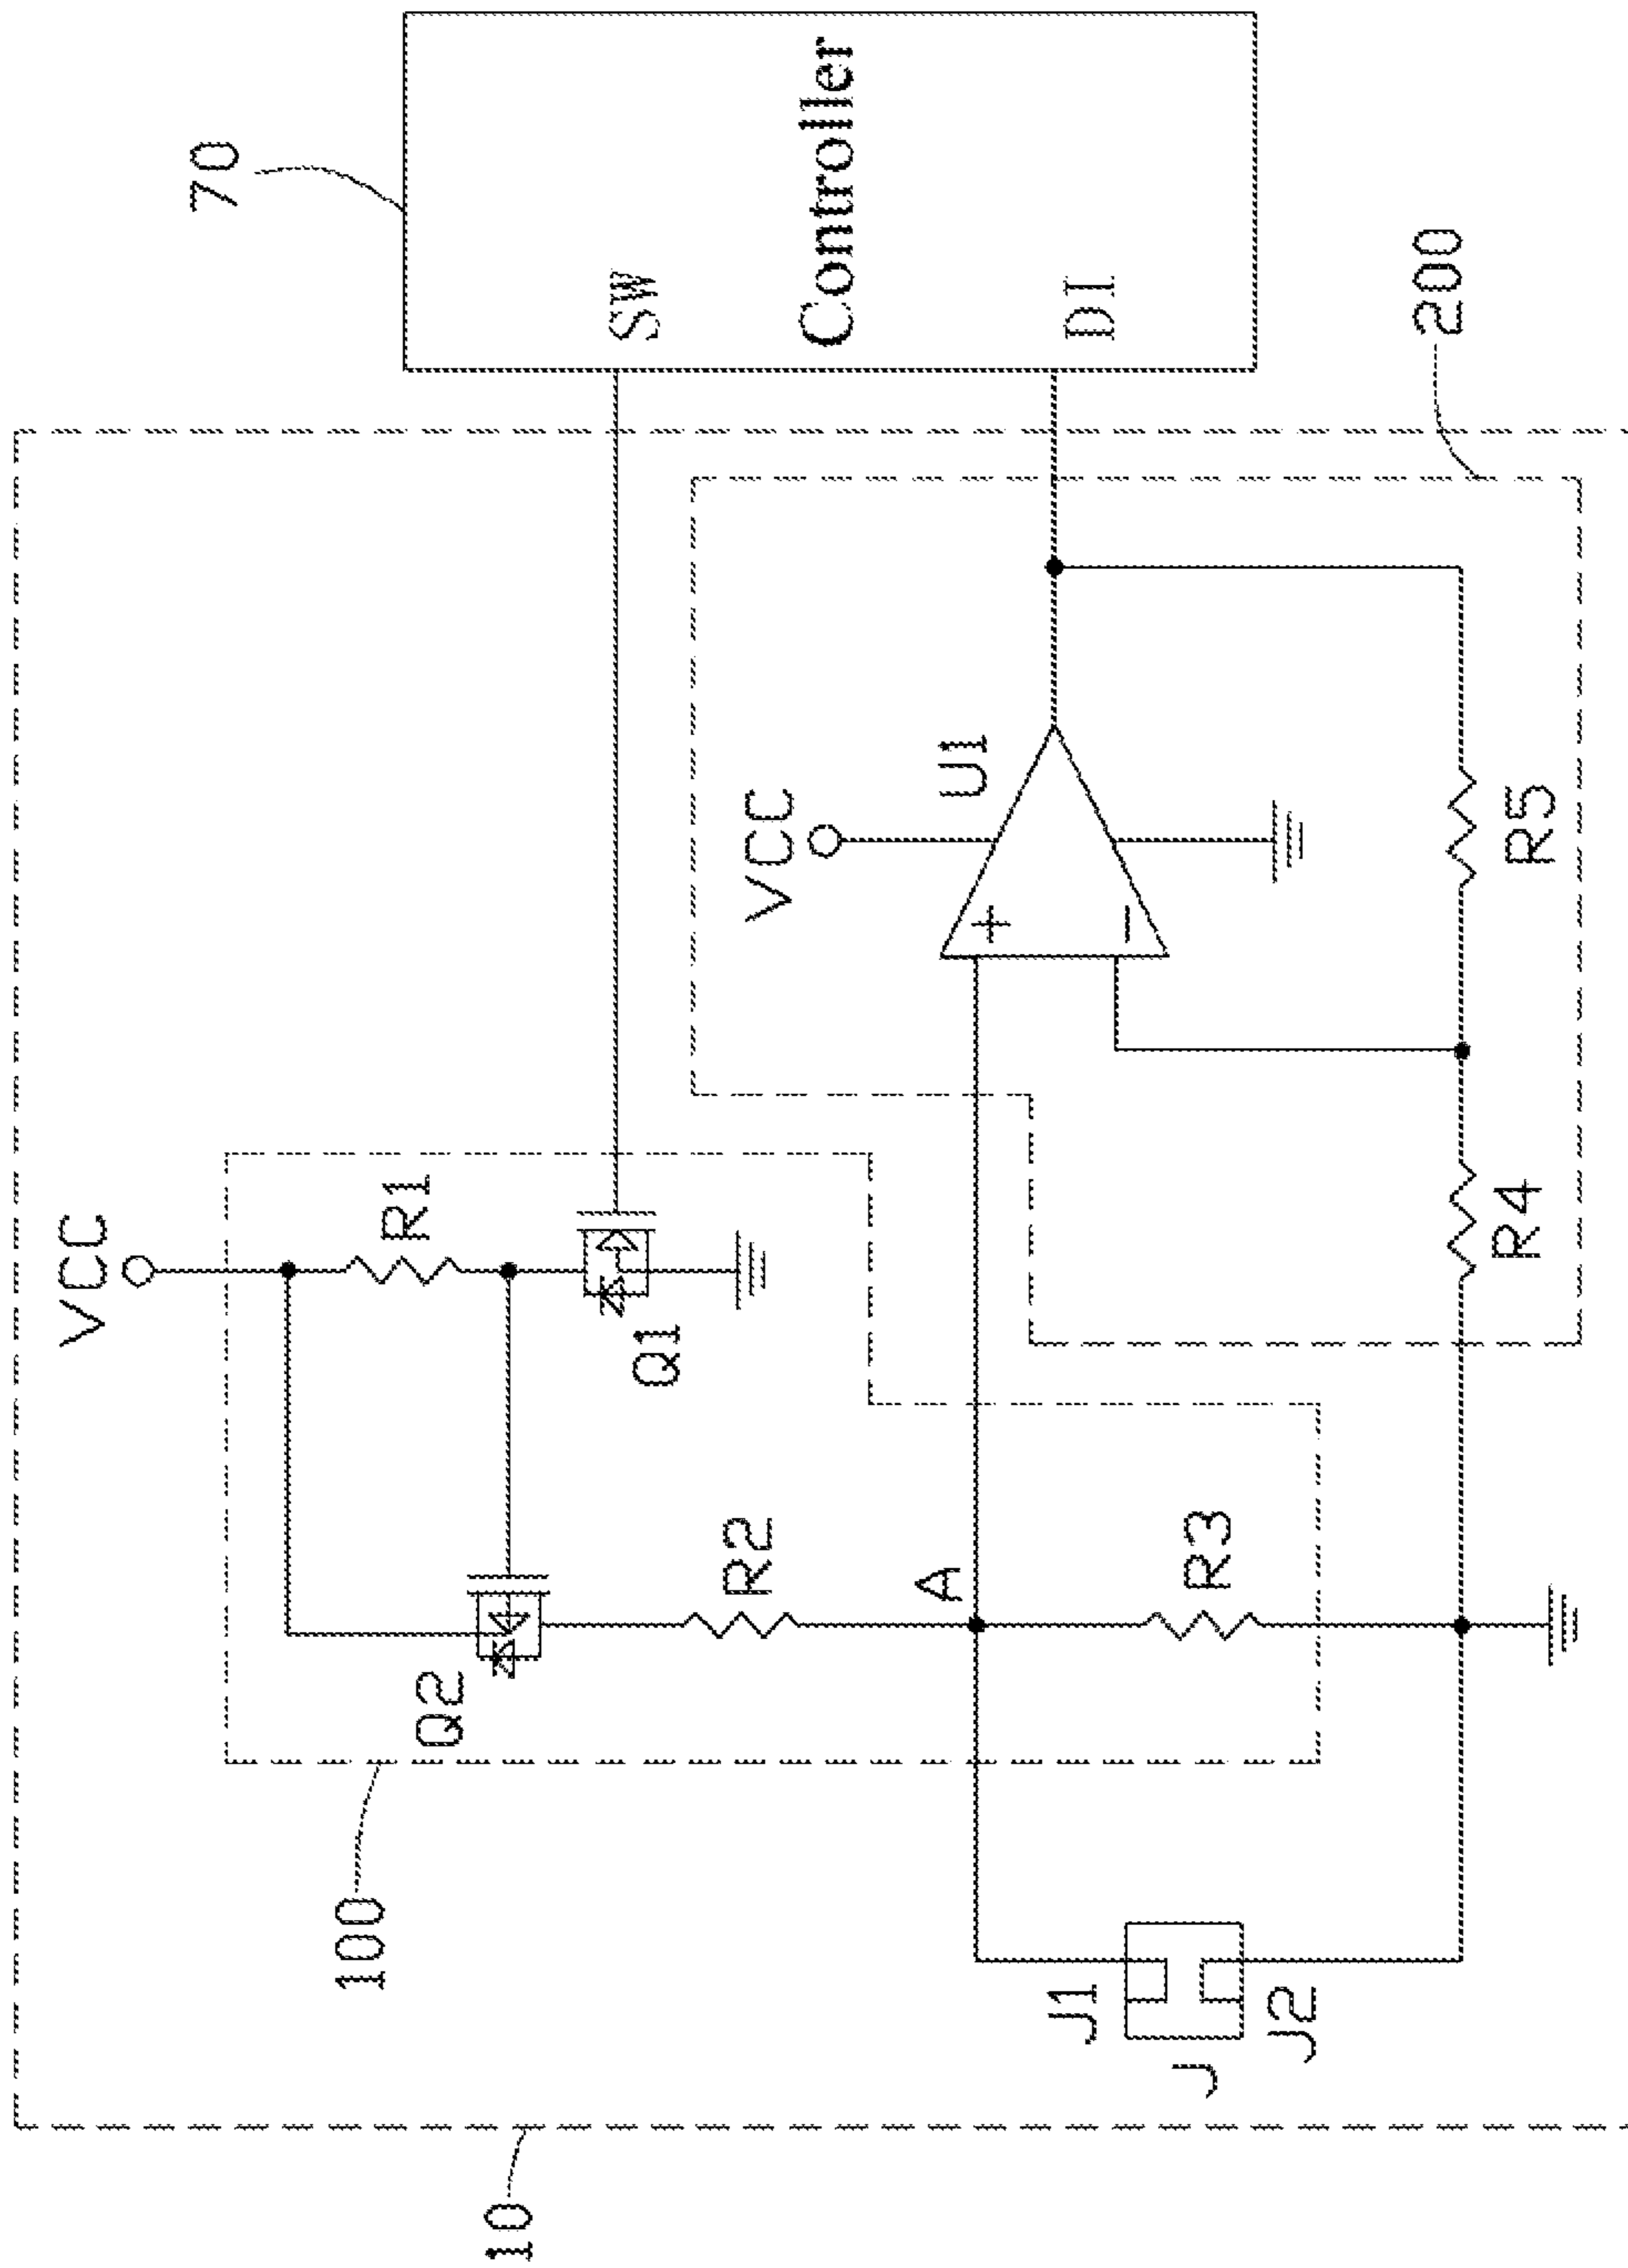 70
Controller
SW
DI
200
VCC
R1
Q1
Q2
R2
A
R3
VCC
U1
+
−
R5
R4
100
J1
J
J2
10